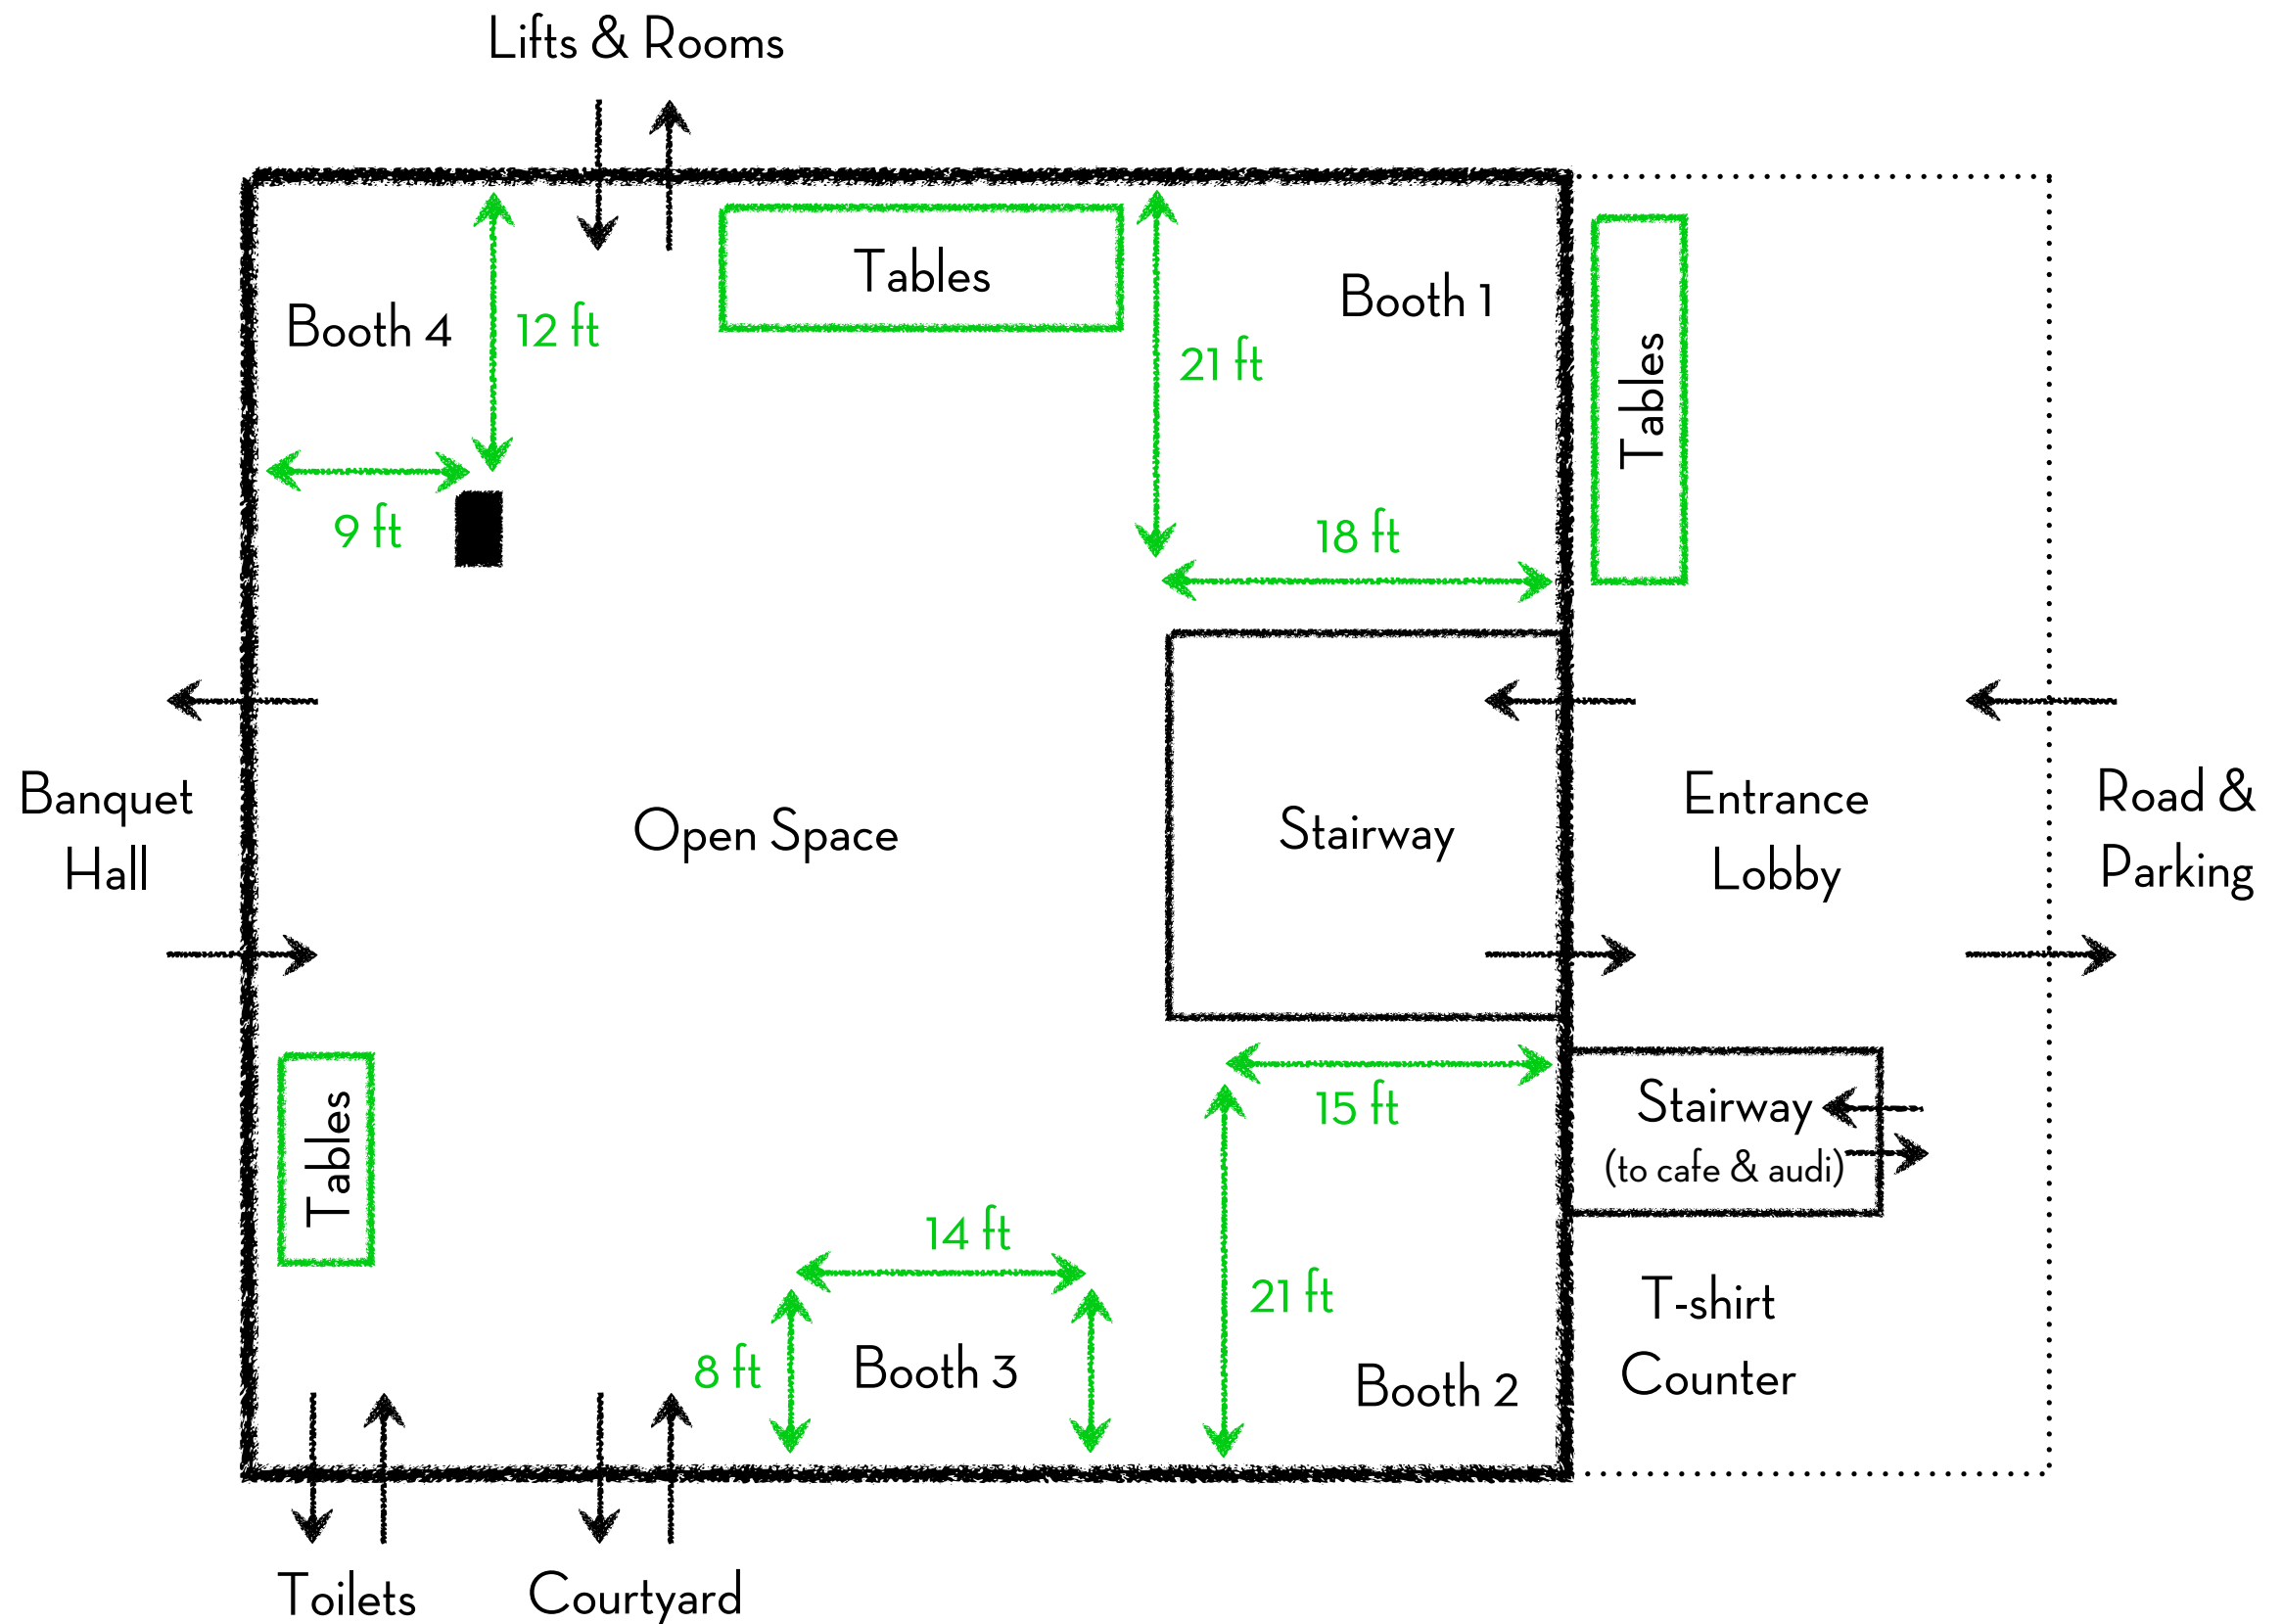 Lifts & Rooms
Tables
Booth 1
Booth 4
12 ft
21 ft
Tables
9 ft
18 ft
Banquet
Hall
Open Space
Stairway
Entrance
Lobby
Road &
Parking
Tables
15 ft
Stairway
(to cafe & audi)
14 ft
21 ft
8 ft
Booth 3
Booth 2
T-shirt
Counter
Toilets
Courtyard